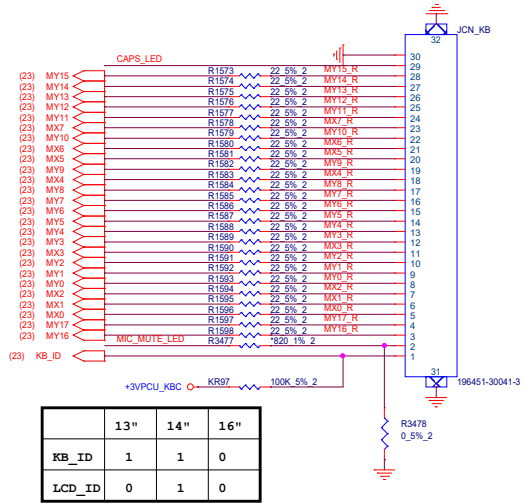 JCN_KB
32
CAPS_LED
30
29
(23) MY15 R1573 22_5%_2 MY15_R 28
(23) MY14 R1574 22_5%_2 MY14_R 27
(23) MY13 R1575 22_5%_2 MY13_R 26
(23) MY12 R1576 22_5%_2 MY12_R 25
(23) MY11 R1577 22_5%_2 MY11_R 24
(23) MX7 R1578 22_5%_2 MX7_R 23
(23) MY10 R1579 22_5%_2 MY10_R 22
(23) MX6 R1580 22_5%_2 MX6_R 21
(23) MX5 R1581 22_5%_2 MX5_R 20
(23) MY9 R1582 22_5%_2 MY9_R 19
(23) MX4 R1583 22_5%_2 MX4_R 18
(23) MY8 R1584 22_5%_2 MY8_R 17
(23) MY7 R1585 22_5%_2 MY7_R 16
(23) MY6 R1586 22_5%_2 MY6_R 15
(23) MY5 R1587 22_5%_2 MY5_R 14
(23) MY4 R1588 22_5%_2 MY4_R 13
(23) MY3 R1589 22_5%_2 MY3_R 12
(23) MX3 R1590 22_5%_2 MX3_R 11
(23) MY2 R1591 22_5%_2 MY2_R 10
(23) MY1 R1592 22_5%_2 MY1_R 9
(23) MY0 R1593 22_5%_2 MY0_R 8
(23) MX2 R1594 22_5%_2 MX2_R 7
(23) MX1 R1595 22_5%_2 MX1_R 6
(23) MX0 R1596 22_5%_2 MX0_R 5
(23) MY17 R1597 22_5%_2 MY17_R 4
(23) MY16 R1598 22_5%_2 MY16_R 3
MIC_MUTE_LED R3477 *820_1%_2 2
(23) KB_ID 1
31
+3VPCU_KBC KR97 100K_5%_2
196451-30041-3
R3478
0_5%_2
13" 14" 16"
KB_ID 1 1 0
LCD_ID 0 1 0